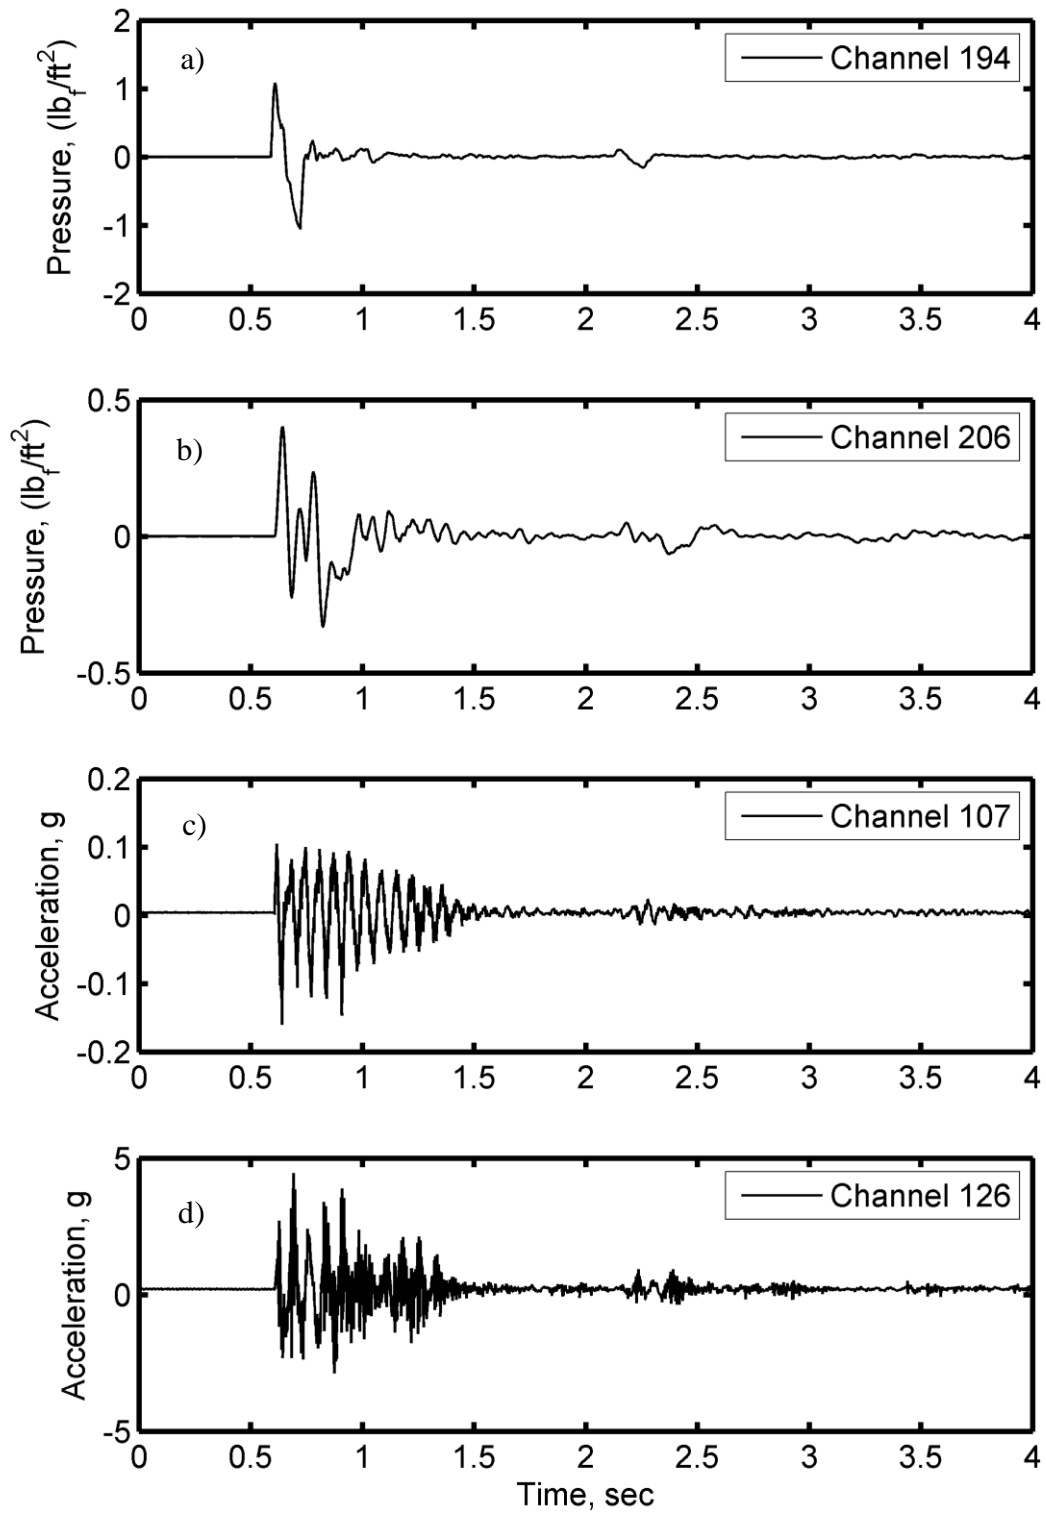 2
a)
Channel 194
1
0
-1
-2
Pressure, (lbf/ft2)
0 0.5 1 1.5 2 2.5 3 3.5 4
0.5
b)
Channel 206
0
-0.5
Pressure, (lbf/ft2)
0 0.5 1 1.5 2 2.5 3 3.5 4
0.2
c)
Channel 107
0.1
0
-0.1
-0.2
Acceleration, g
0 0.5 1 1.5 2 2.5 3 3.5 4
5
d)
Channel 126
0
-5
Acceleration, g
0 0.5 1 1.5 2 2.5 3 3.5 4
Time, sec